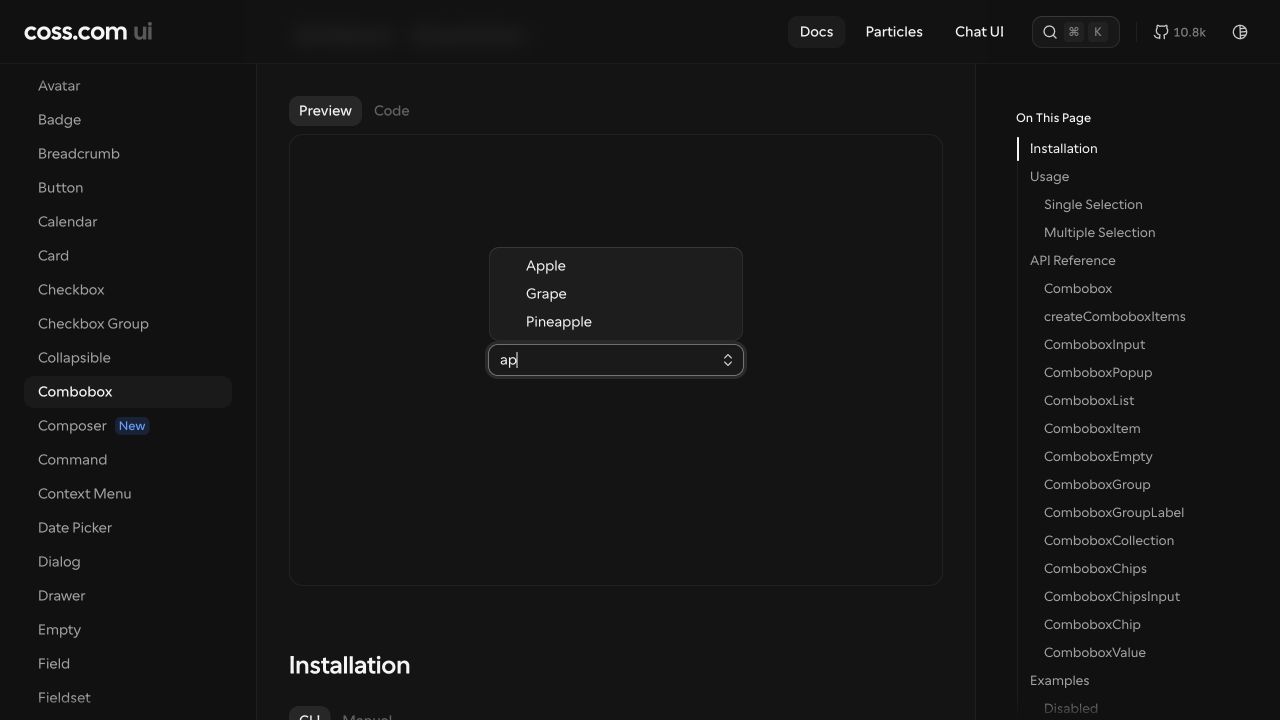 coss.com ui
Docs
Particles
Chat UI
⌘ K
10.8k
Avatar
Badge
Breadcrumb
Button
Calendar
Card
Checkbox
Checkbox Group
Collapsible
Combobox
Composer New
Command
Context Menu
Date Picker
Dialog
Drawer
Empty
Field
Fieldset
Preview
Code
Apple
Grape
Pineapple
ap
Installation
CLI
Manual
On This Page
Installation
Usage
Single Selection
Multiple Selection
API Reference
Combobox
createComboboxItems
ComboboxInput
ComboboxPopup
ComboboxList
ComboboxItem
ComboboxEmpty
ComboboxGroup
ComboboxGroupLabel
ComboboxCollection
ComboboxChips
ComboboxChipsInput
ComboboxChip
ComboboxValue
Examples
Disabled